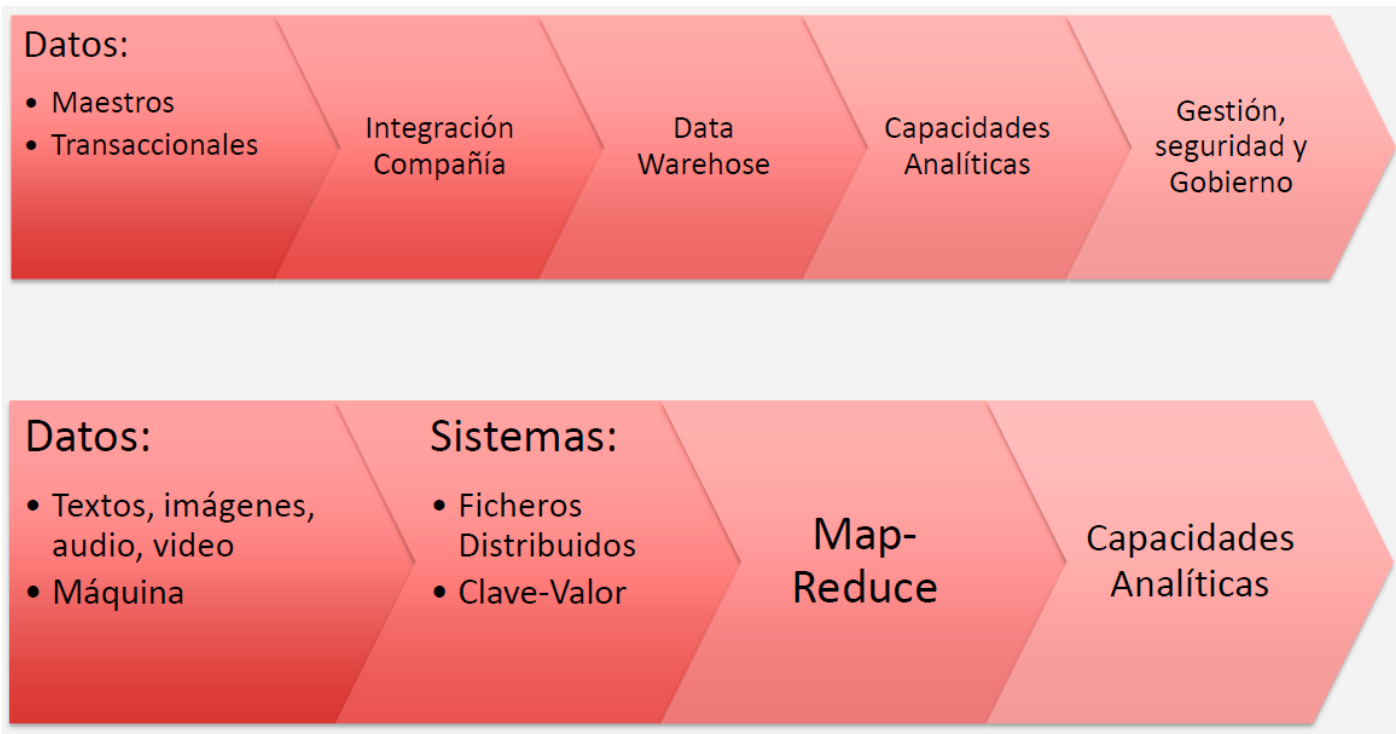 Datos:
• Maestros
• Transaccionales
Integración
Compañía
Data
Warehose
Capacidades
Analíticas
Gestión,
seguridad y
Gobierno
Datos:
• Textos, imágenes,
audio, video
• Máquina
Sistemas:
• Ficheros
Distribuidos
• Clave-Valor
Map-
Reduce
Capacidades
Analíticas